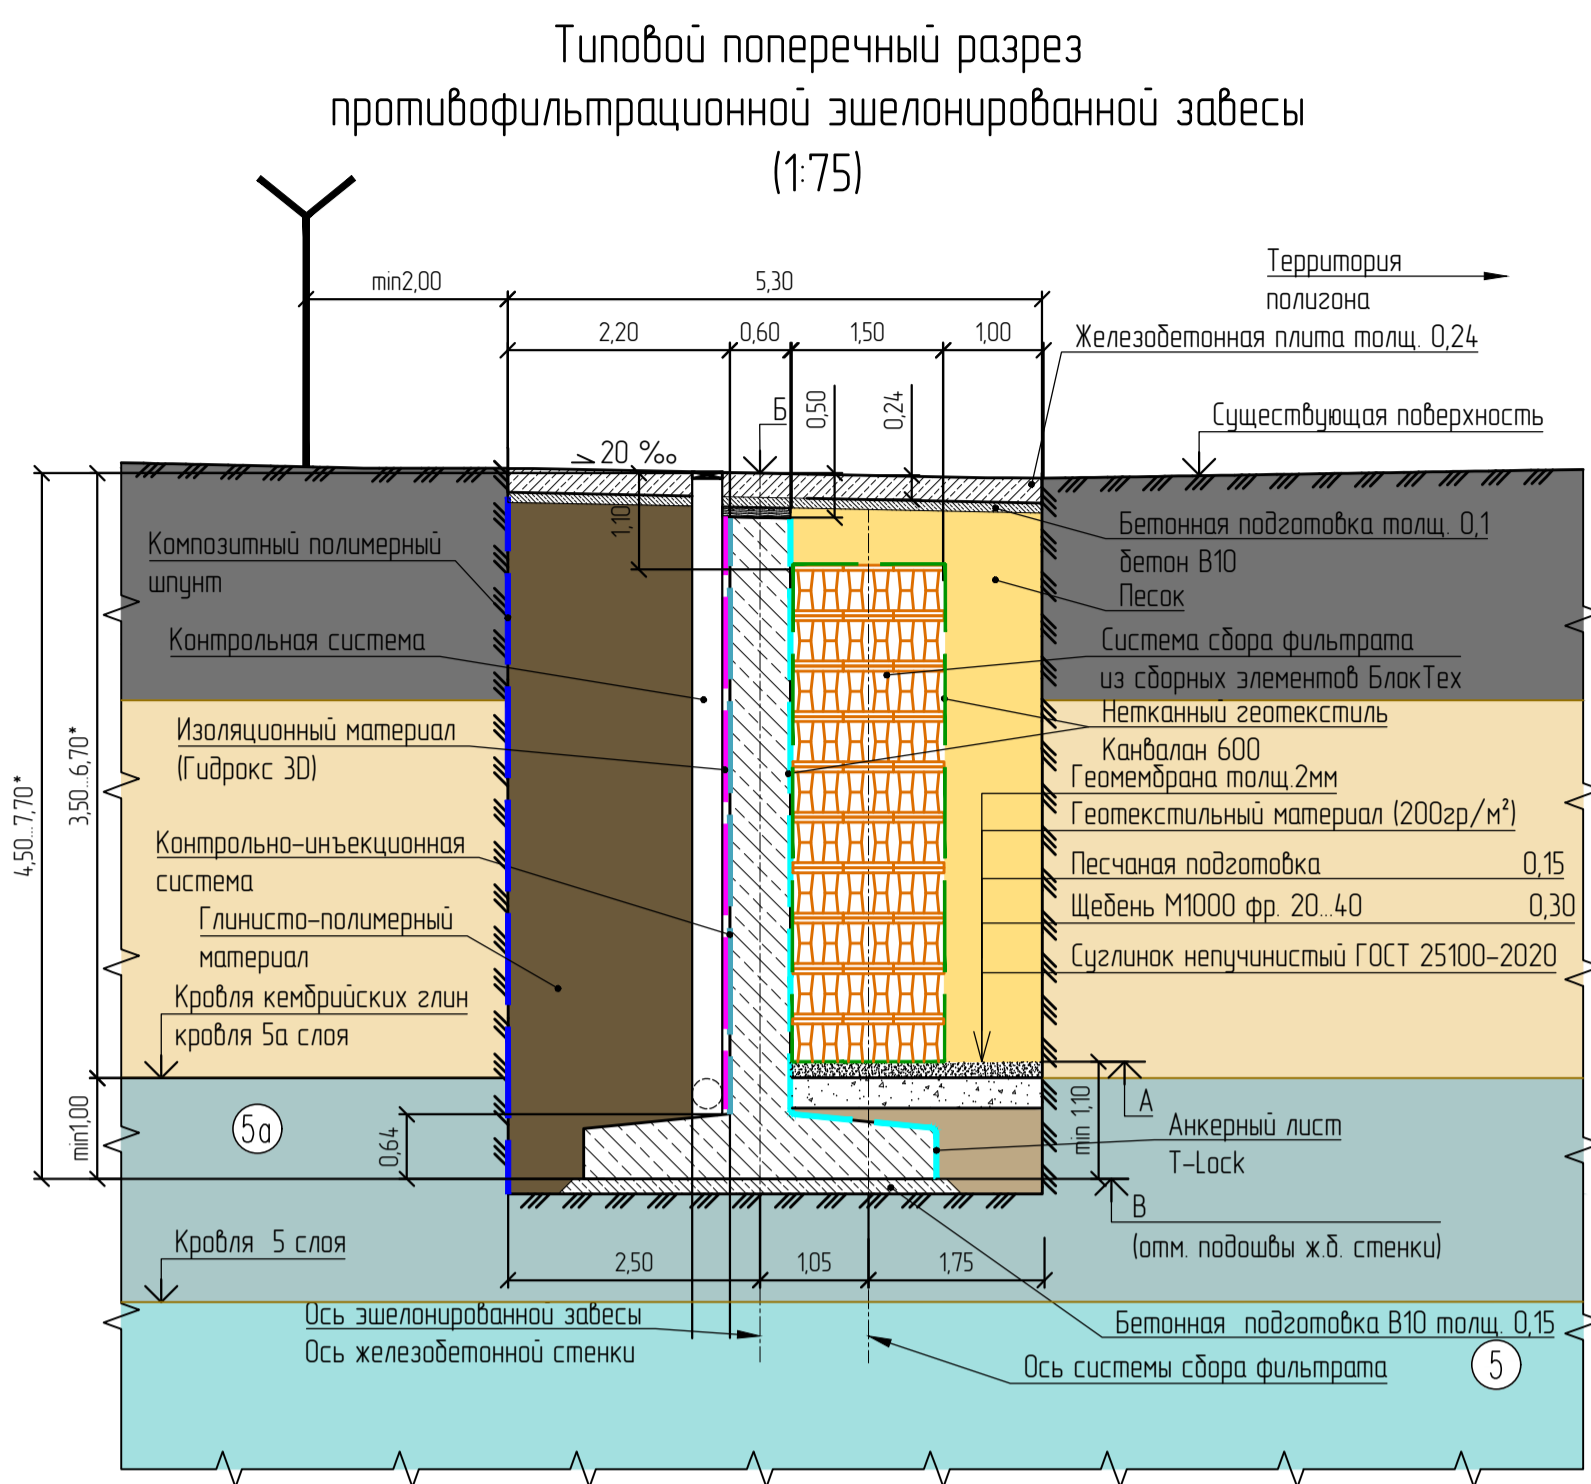 Типовой поперечный разрез
противофильтрационной эшелонированной завесы
(1:75)
Территория
полигона
min2,00
5,30
2,20
0,60
1,50
1,00
Железобетонная плита толщ. 0,24
Б
0,50
0,24
Существующая поверхность
20 ‰
1,10
Бетонная подготовка толщ. 0,1
бетон В10
Песок
Композитный полимерный
шпунт
Контрольная система
Система сбора фильтрата
из сборных элементов БлокТех
Изоляционный материал
(Гидрокс 3D)
Нетканный геотекстиль
Канвалан 600
Геомембрана толщ.2мм
Геотекстильный материал (200гр/м²)
4,50...7,70*
3,50...6,70*
Контрольно-инъекционная
система
Песчаная подготовка 0,15
Щебень М1000 фр. 20...40 0,30
Глинисто-полимерный
материал
Суглинок непучинистый ГОСТ 25100-2020
Кровля кембрийских глин
кровля 5а слоя
А
5а
min1,00
0,64
min 1,10
Анкерный лист
T-Lock
В
(отм. подошвы ж.б. стенки)
Кровля 5 слоя
2,50
1,05
1,75
Ось эшелонированной завесы
Ось железобетонной стенки
Бетонная подготовка В10 толщ. 0,15
Ось системы сбора фильтрата
5